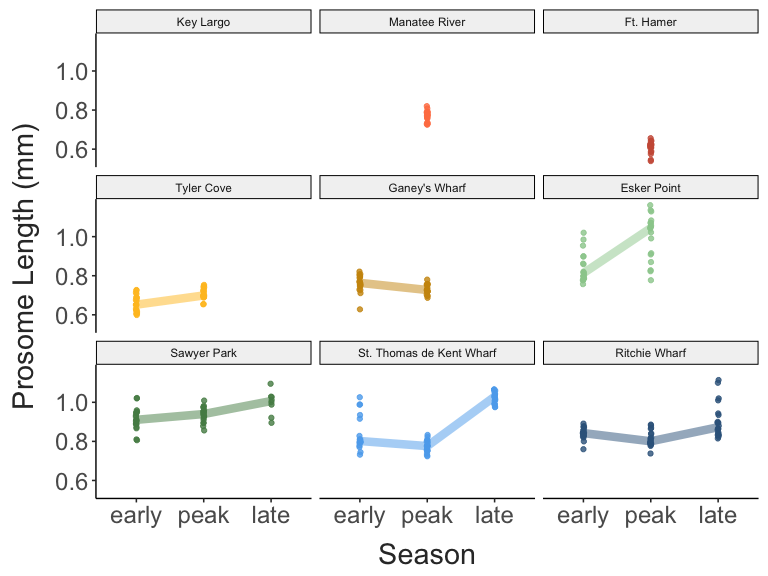 Key Largo
Manatee River
Ft. Hamer
1.0
0.8
0.6
Tyler Cove
Ganey's Wharf
Esker Point
1.0
0.8
0.6
Sawyer Park
St. Thomas de Kent Wharf
Ritchie Wharf
1.0
0.8
0.6
early peak late
early peak late
early peak late
Season
Prosome Length (mm)